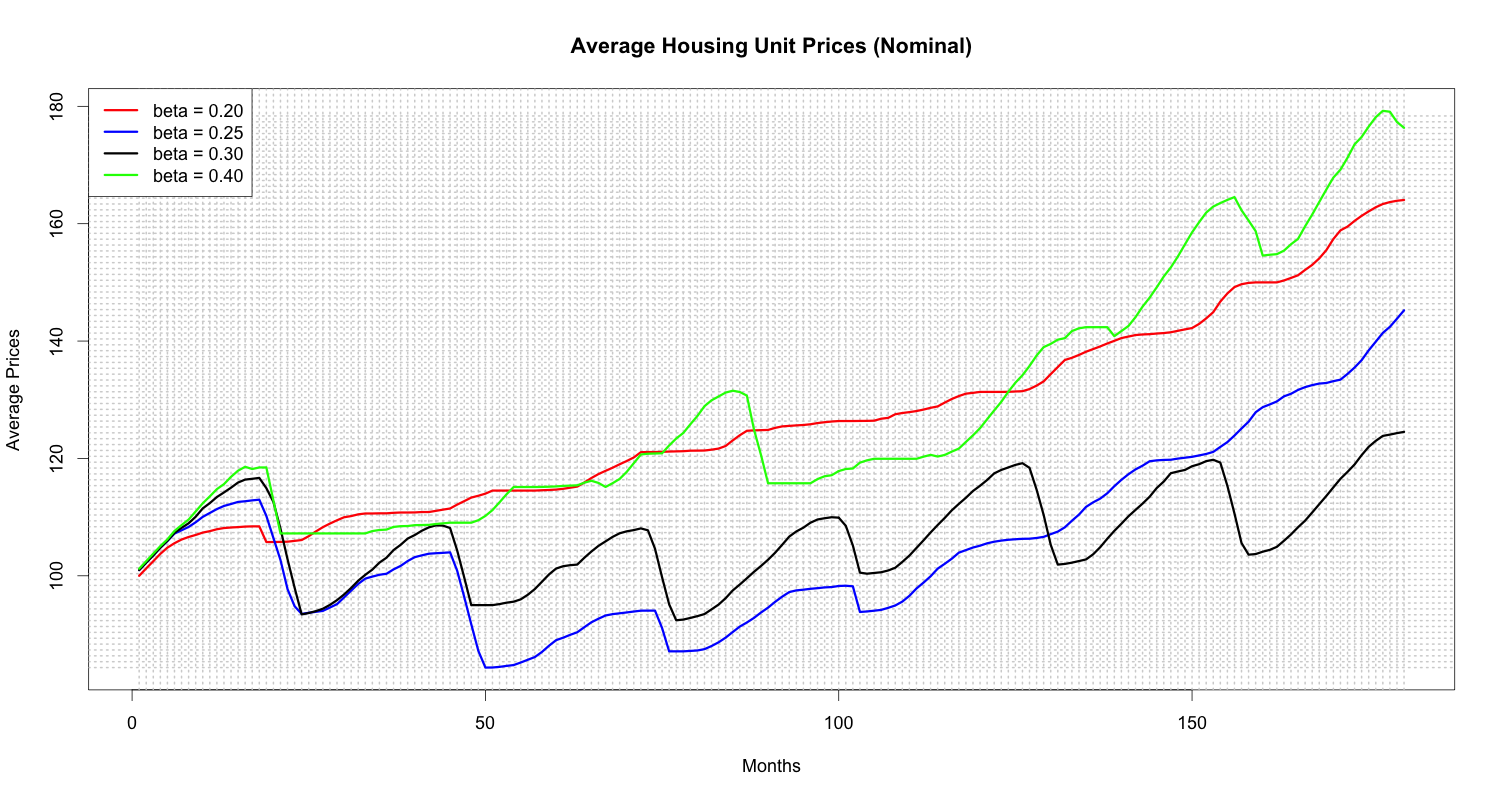 Average Housing Unit Prices (Nominal)
beta = 0.20
beta = 0.25
beta = 0.30
beta = 0.40
Average Prices
180
160
140
120
100
0 50 100 150
Months